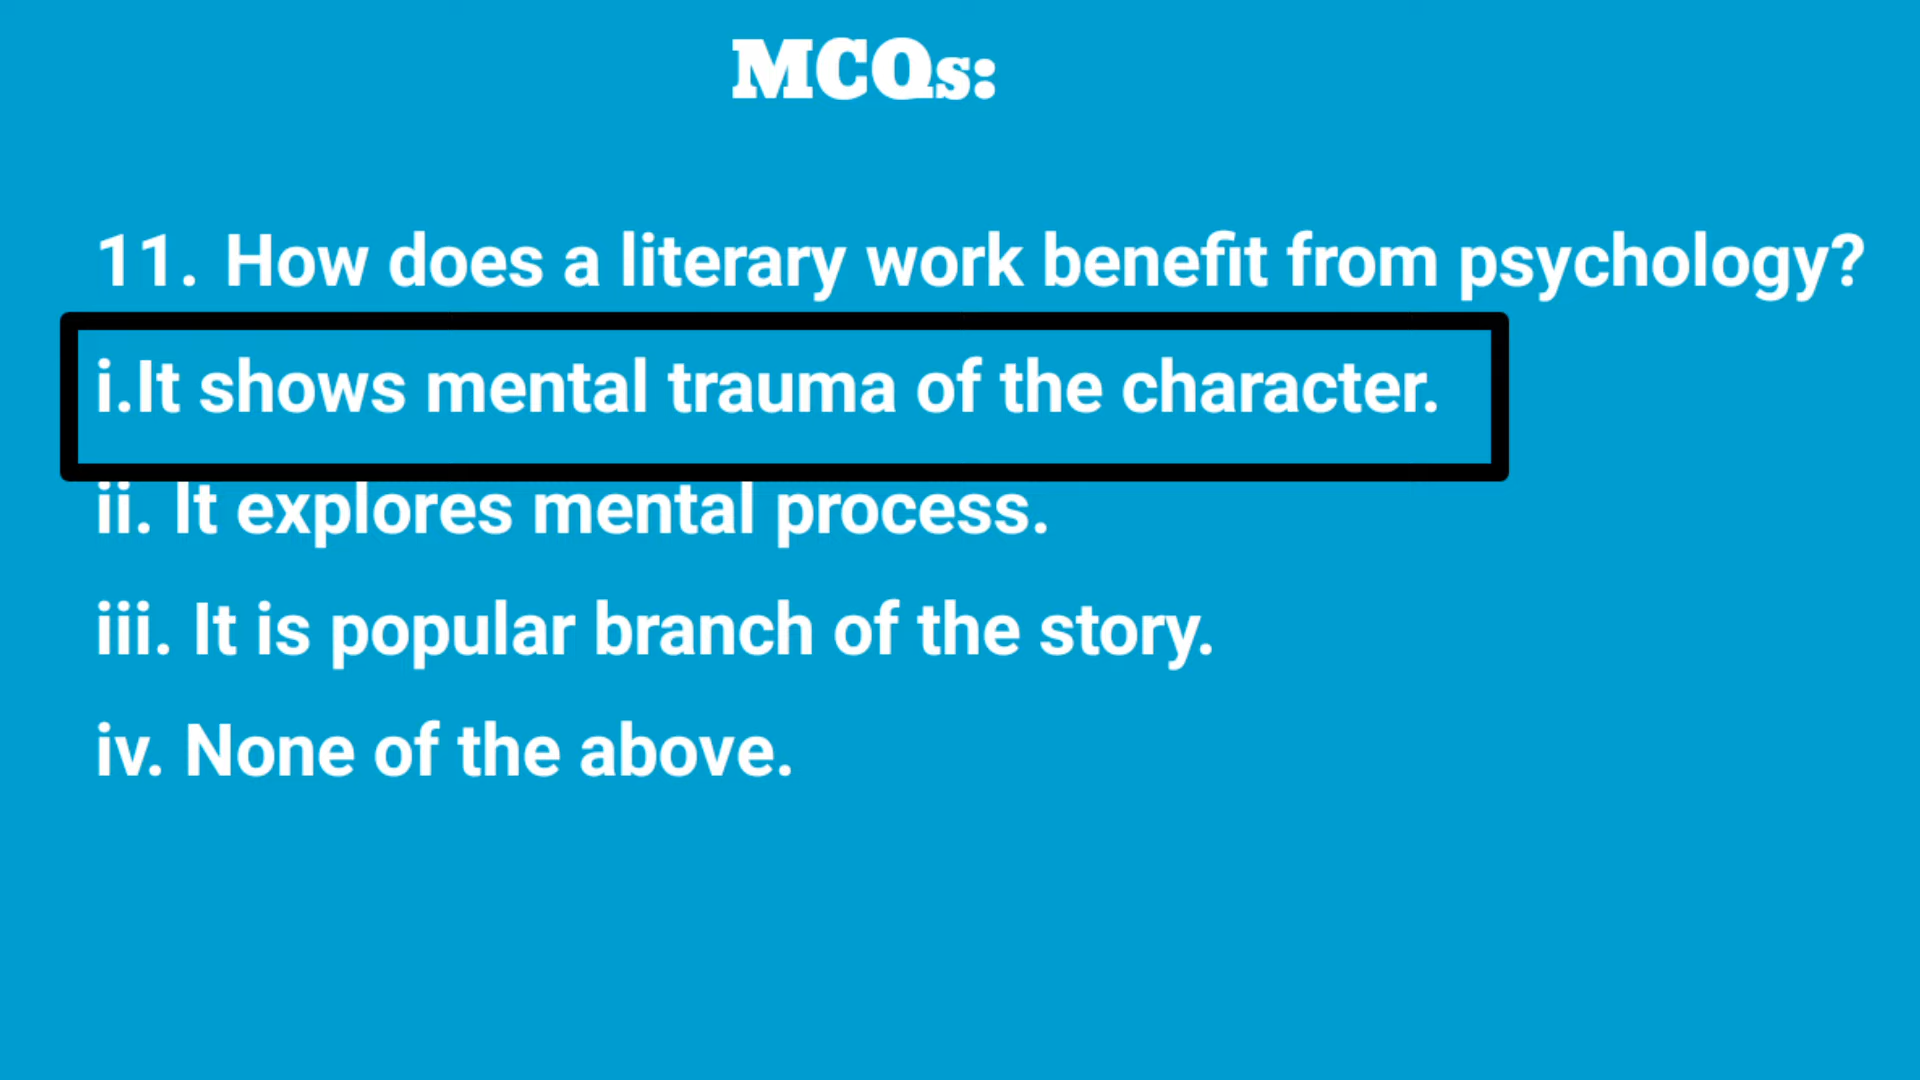 MCQs:
11. How does a literary work benefit from psychology?
i.It shows mental trauma of the character.
ii. It explores mental process.
iii. It is popular branch of the story.
iv. None of the above.